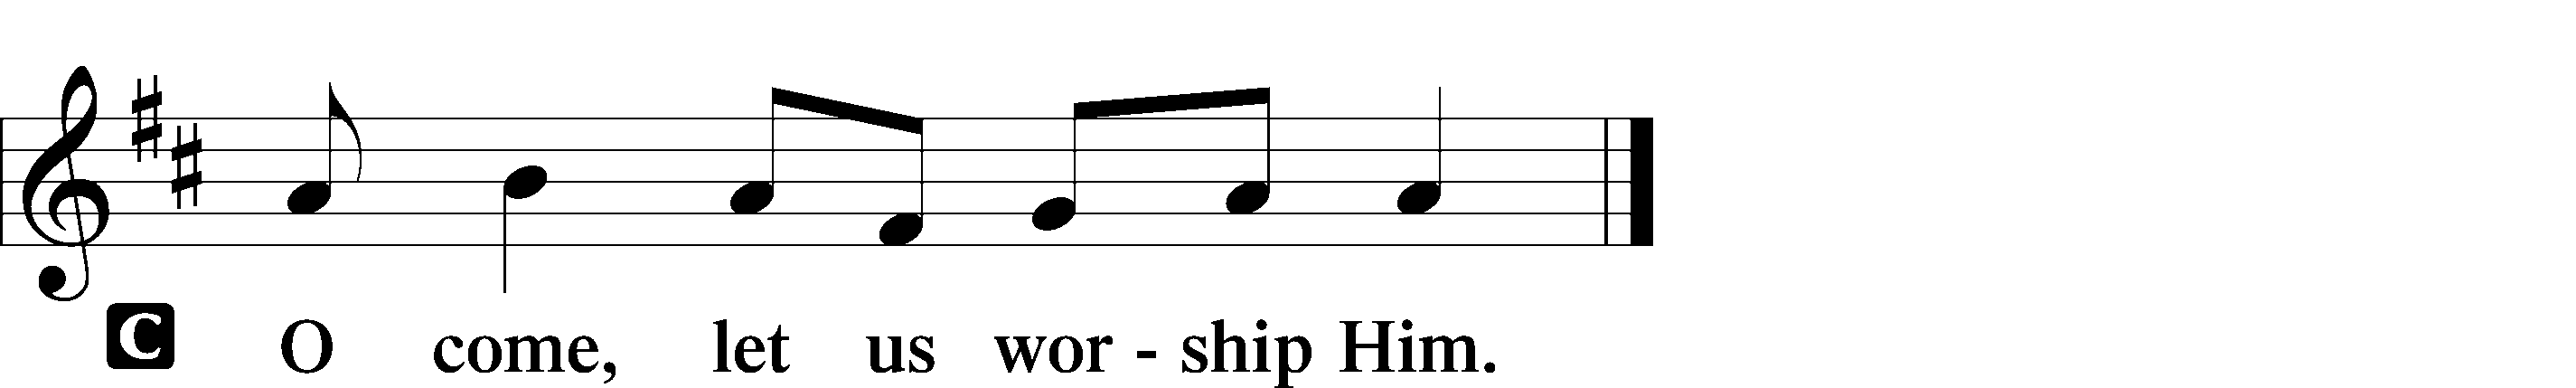 C O come, let us wor - ship Him.